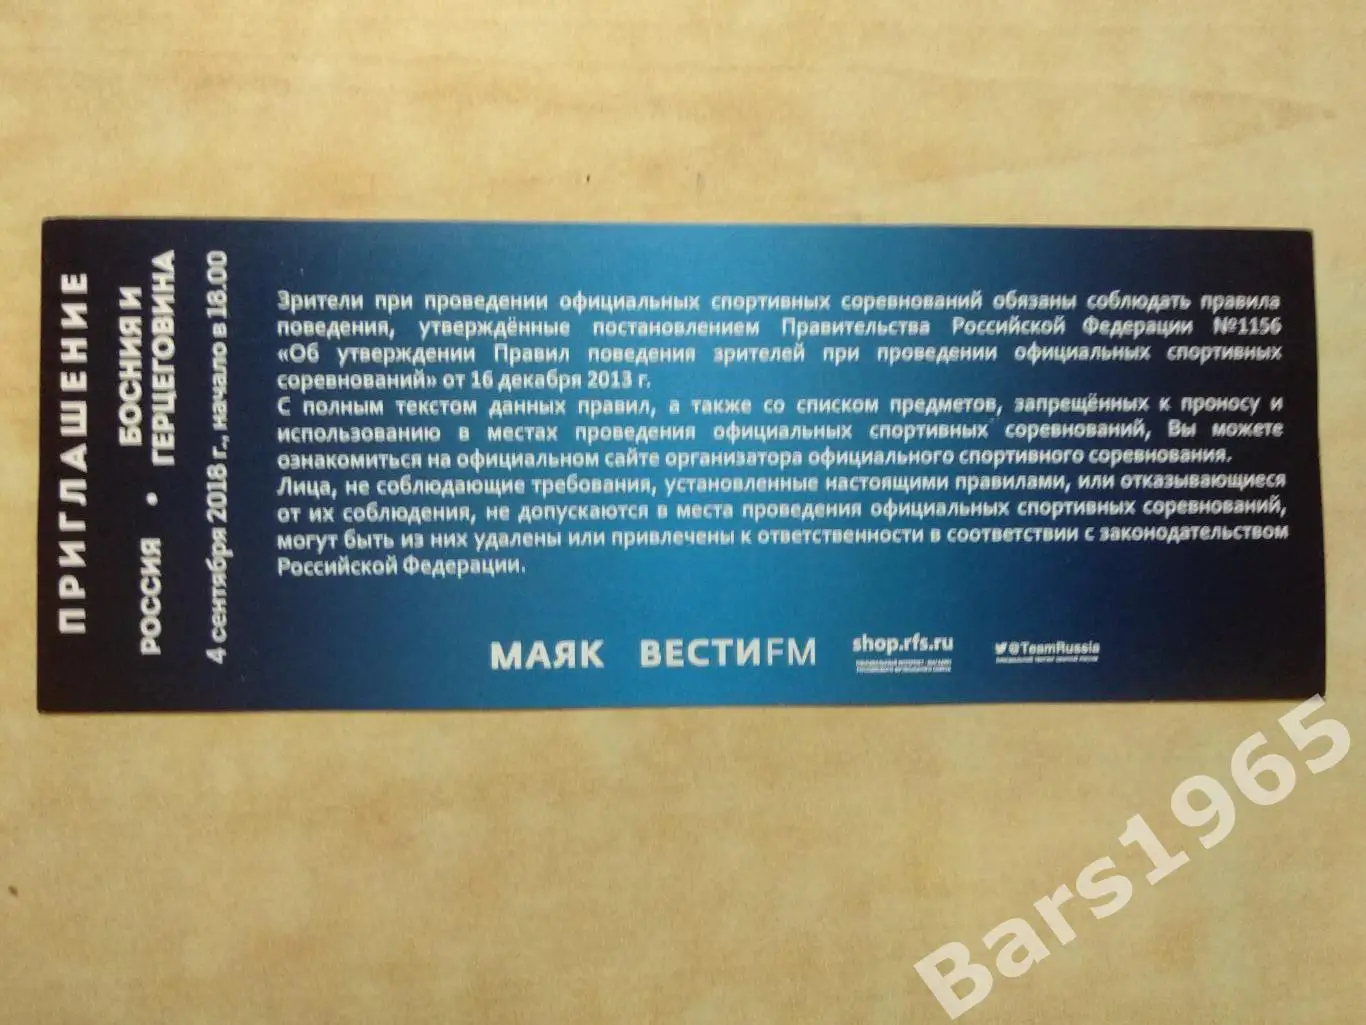 ПРИГЛАШЕНИЕ
РОССИЯ • БОСНИЯ И
ГЕРЦЕГОВИНА
4 сентября 2018 г., начало в 18.00
Зрители при проведении официальных спортивных соревнований обязаны соблюдать правила
поведения, утверждённые постановлением Правительства Российской Федерации №1156
«Об утверждении Правил поведения зрителей при проведении официальных спортивных
соревнований» от 16 декабря 2013 г.
С полным текстом данных правил, а также со списком предметов, запрещённых к проносу и
использованию в местах проведения официальных спортивных соревнований, Вы можете
ознакомиться на официальном сайте организатора официального спортивного соревнования.
Лица, не соблюдающие требования, установленные настоящими правилами, или отказывающиеся
от их соблюдения, не допускаются в места проведения официальных спортивных соревнований,
могут быть из них удалены или привлечены к ответственности в соответствии с законодательством
Российской Федерации.
МАЯК ВЕСТИFM shop.rfs.ru @TeamRussia
Bars1965